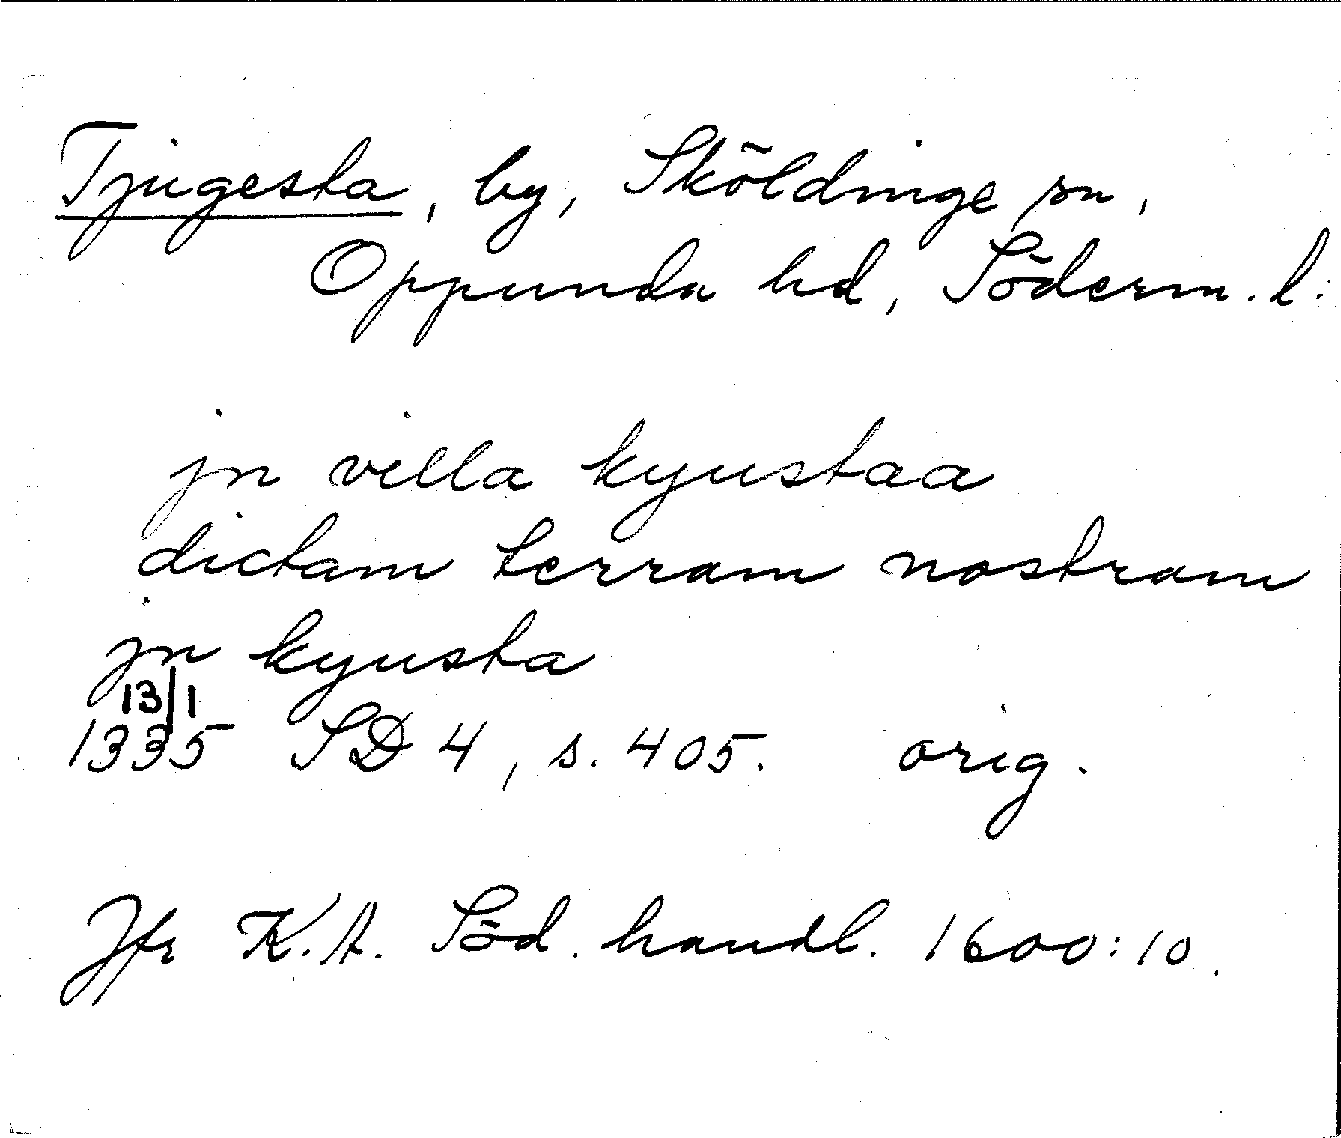 Tjugesta, by, Sköldinge sn,
Oppunda hd, Söderm. l.
jn villa kyustaa
dictam terram nostram
jn kyusta
13/1
1335 SD 4, s. 405. orig.
Jfr K.A. Söd. handl. 1600:10.